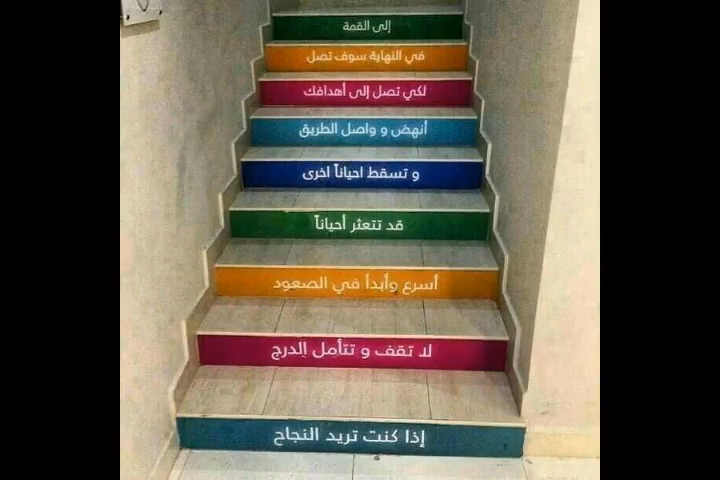 إذا كنت تريد النجاح
لا تقف و تتأمل الدرج
أسرع وأبدأ في الصعود
قد تتعثر أحياناً
و تسقط احياناً اخرى
أنهض و واصل الطريق
لكي تصل إلى أهدافك
في النهاية سوف تصل
إلى القمة